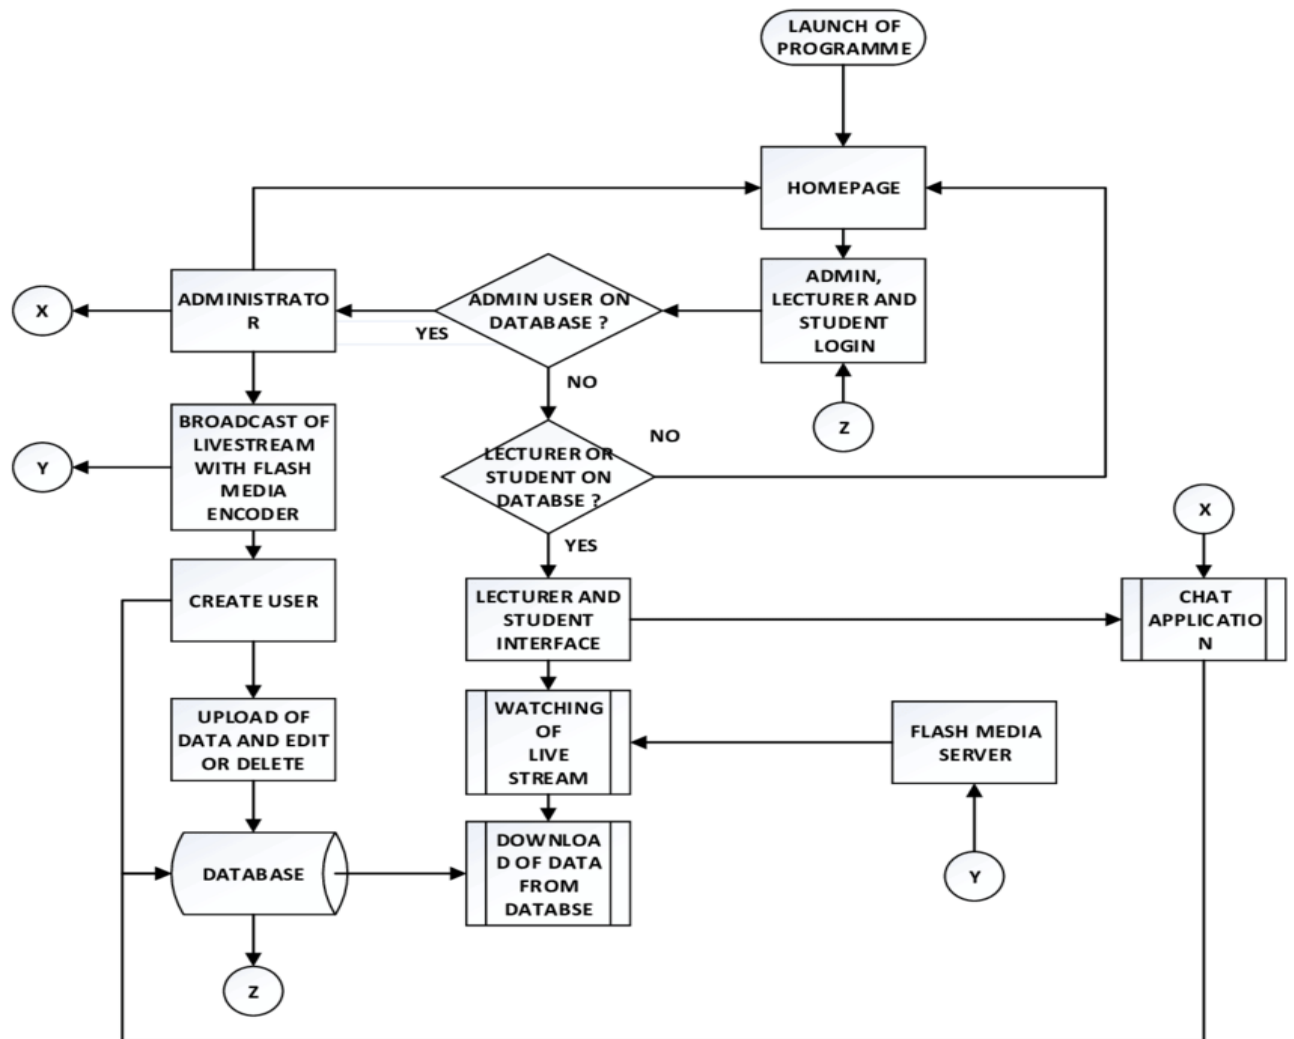 LAUNCH OF
PROGRAMME
HOMEPAGE
ADMIN,
LECTURER AND
STUDENT
LOGIN
ADMIN USER ON
DATABASE ?
YES
NO
ADMINISTRATO
R
X
Z
BROADCAST OF
LIVESTREAM
WITH FLASH
MEDIA
ENCODER
Y
LECTURER OR
STUDENT ON
DATABSE ?
NO
YES
X
CREATE USER
LECTURER AND
STUDENT
INTERFACE
CHAT
APPLICATIO
N
UPLOAD OF
DATA AND EDIT
OR DELETE
WATCHING
OF
LIVE
STREAM
FLASH MEDIA
SERVER
DATABASE
DOWNLOA
D OF DATA
FROM
DATABSE
Y
Z